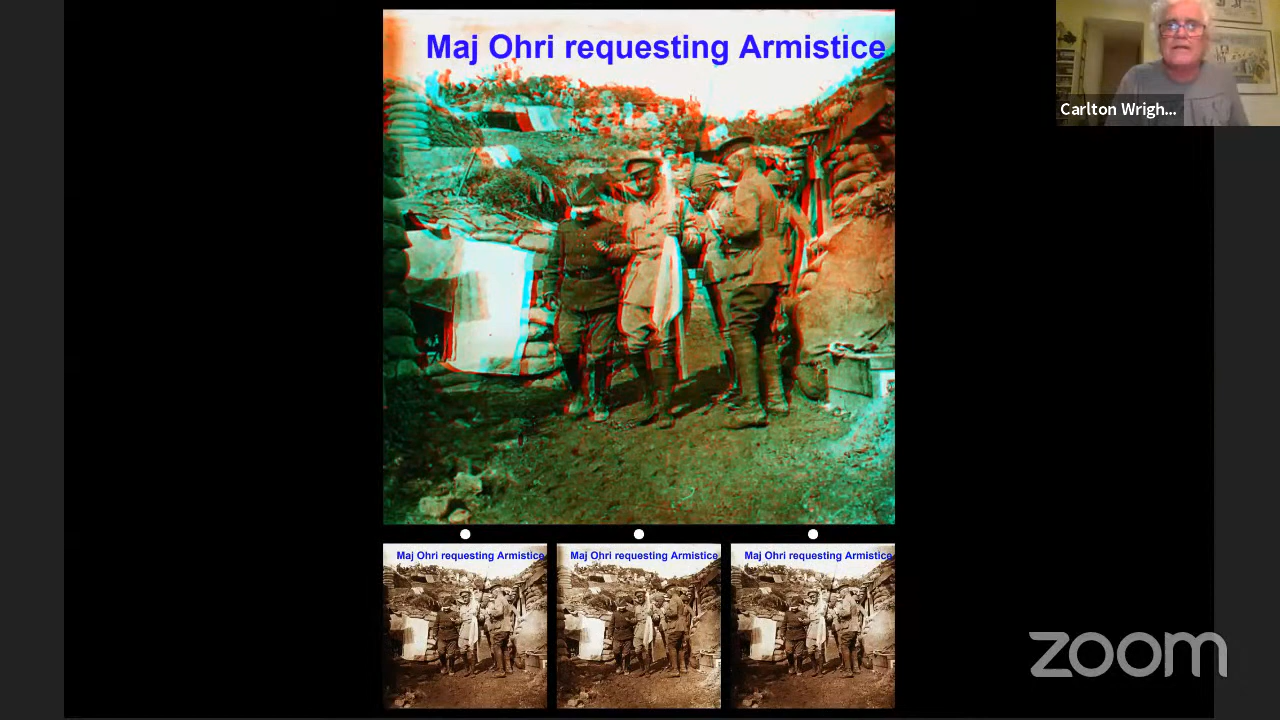 Maj Ohri requesting Armistice
Carlton Wrigh...
Maj Ohri requesting Armistice
Maj Ohri requesting Armistice
Maj Ohri requesting Armistice
zoom